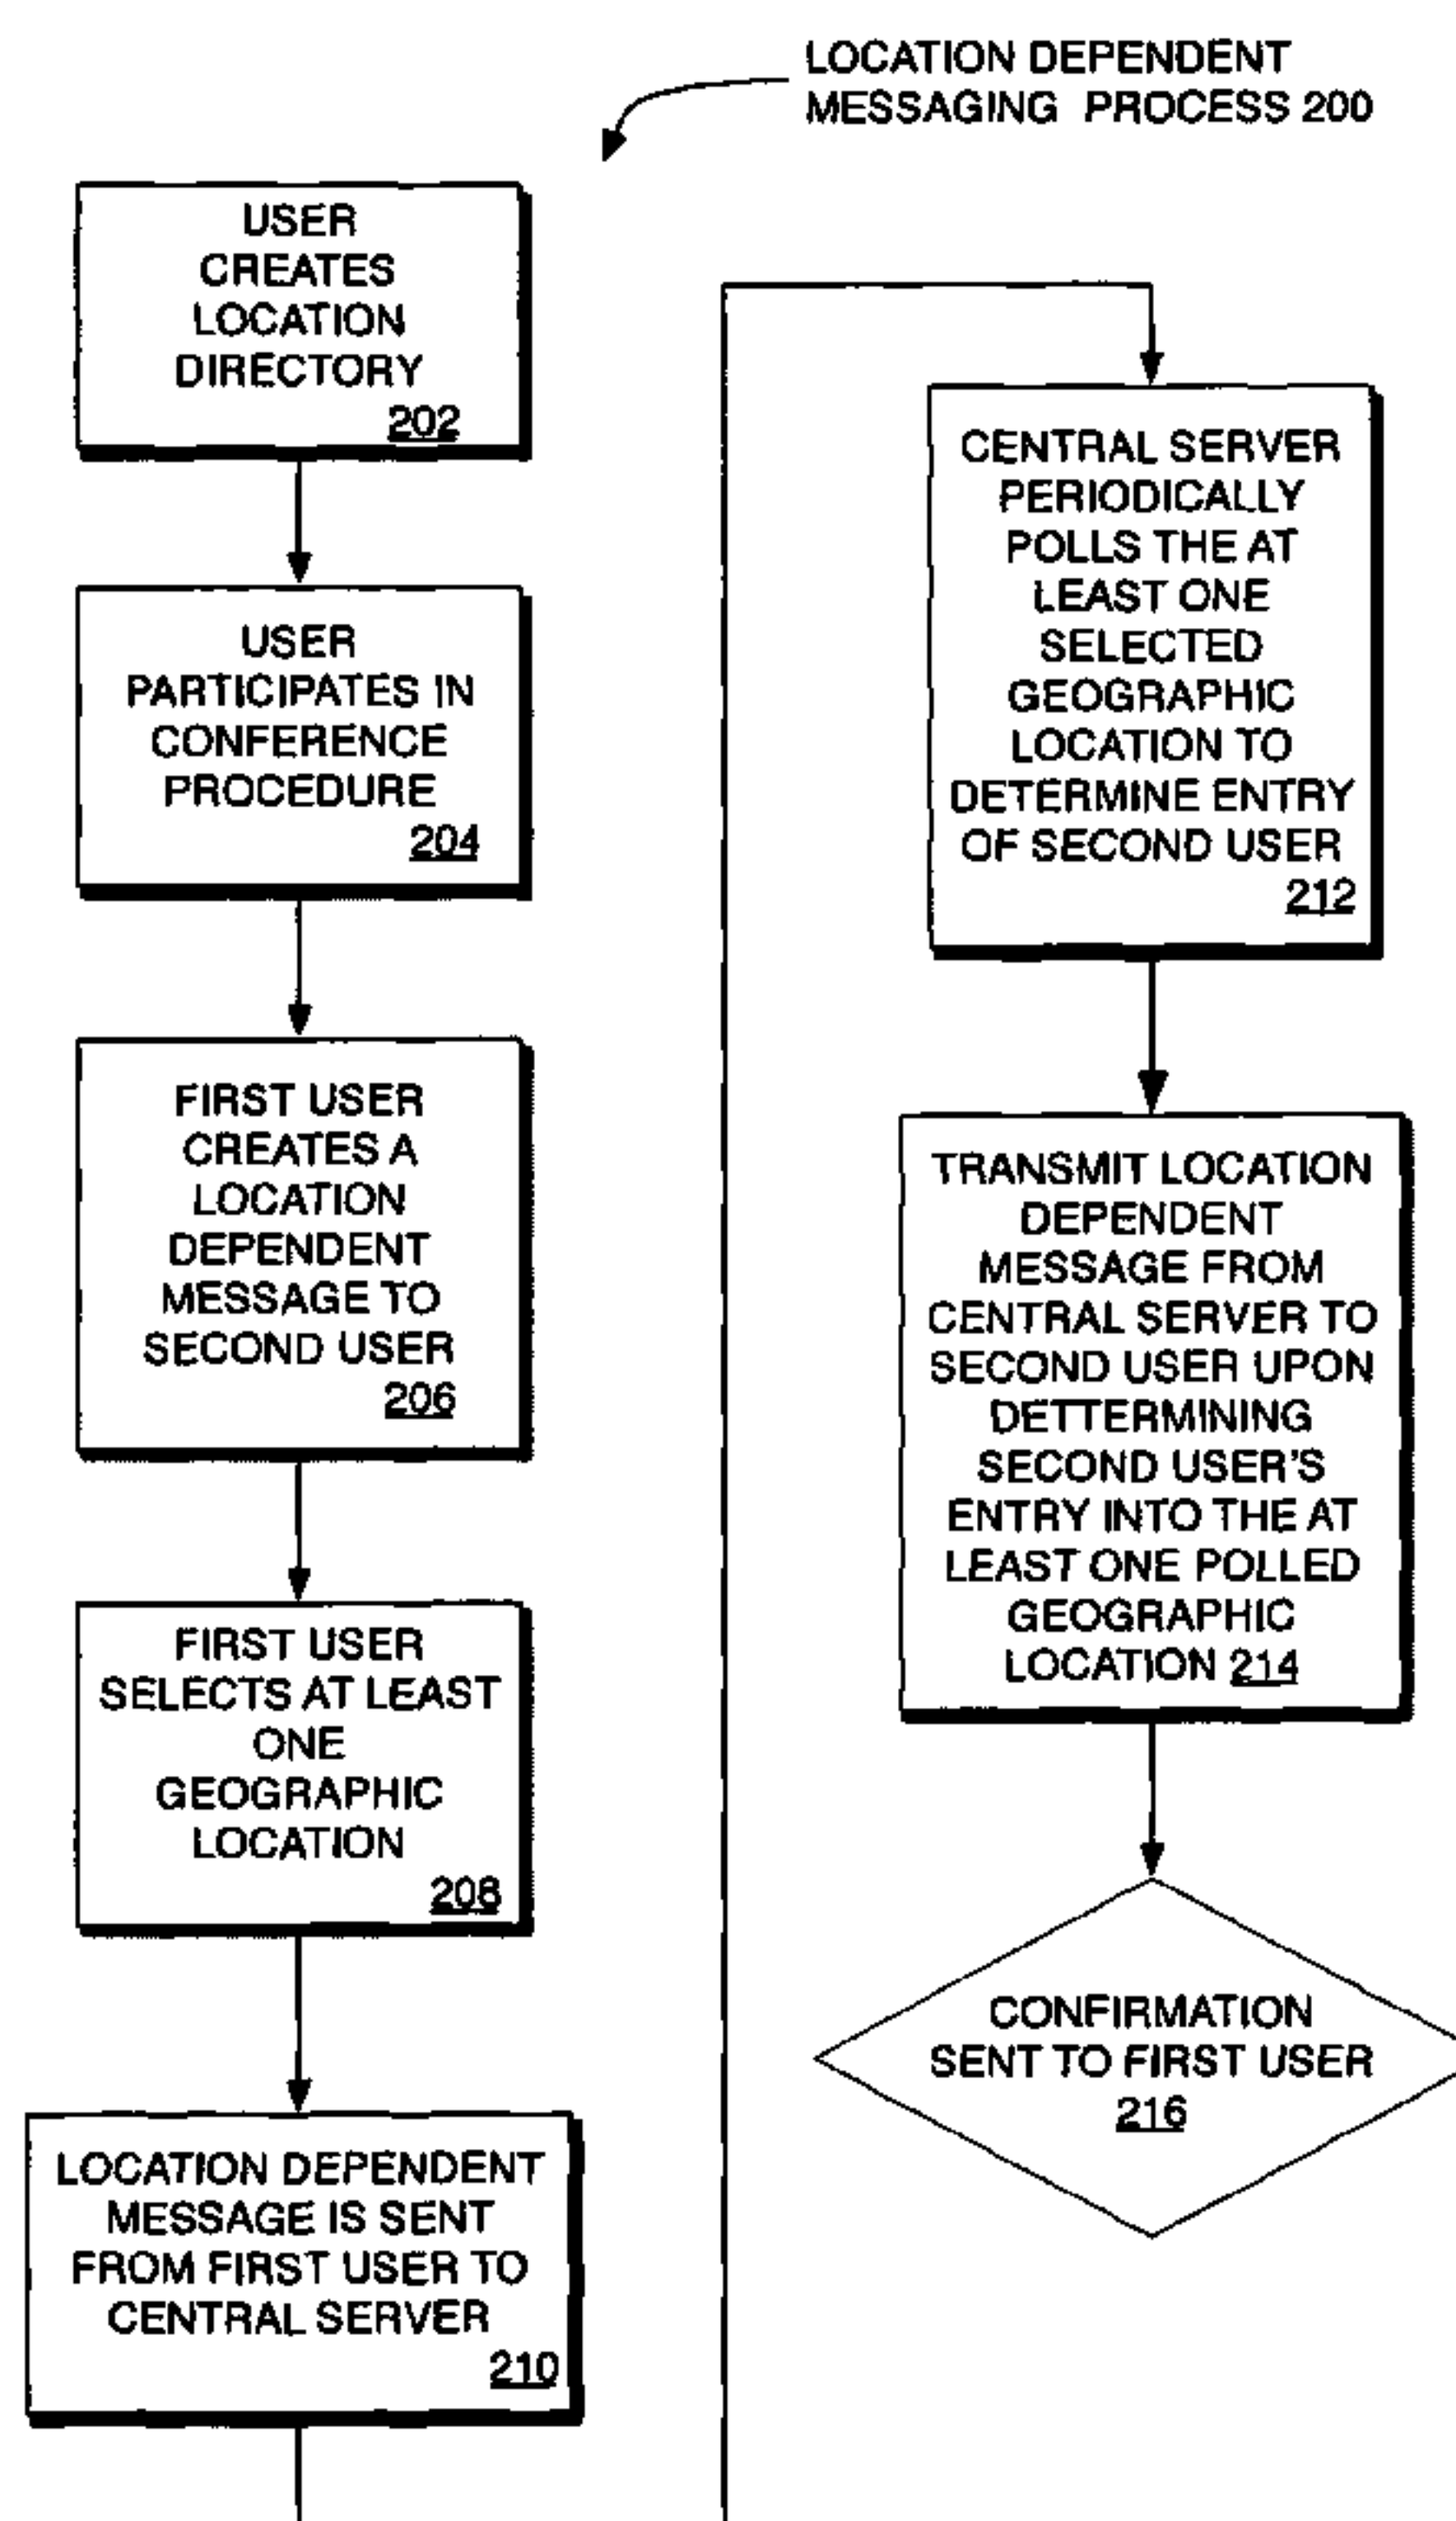 LOCATION DEPENDENT
MESSAGING PROCESS 200
USER
CREATES
LOCATION
DIRECTORY
202
USER
PARTICIPATES IN
CONFERENCE
PROCEDURE
204
FIRST USER
CREATES A
LOCATION
DEPENDENT
MESSAGE TO
SECOND USER
206
FIRST USER
SELECTS AT LEAST
ONE
GEOGRAPHIC
LOCATION
208
LOCATION DEPENDENT
MESSAGE IS SENT
FROM FIRST USER TO
CENTRAL SERVER
210
CENTRAL SERVER
PERIODICALLY
POLLS THE AT
LEAST ONE
SELECTED
GEOGRAPHIC
LOCATION TO
DETERMINE ENTRY
OF SECOND USER
212
TRANSMIT LOCATION
DEPENDENT
MESSAGE FROM
CENTRAL SERVER TO
SECOND USER UPON
DETTERMINING
SECOND USER'S
ENTRY INTO THE AT
LEAST ONE POLLED
GEOGRAPHIC
LOCATION 214
CONFIRMATION
SENT TO FIRST USER
216